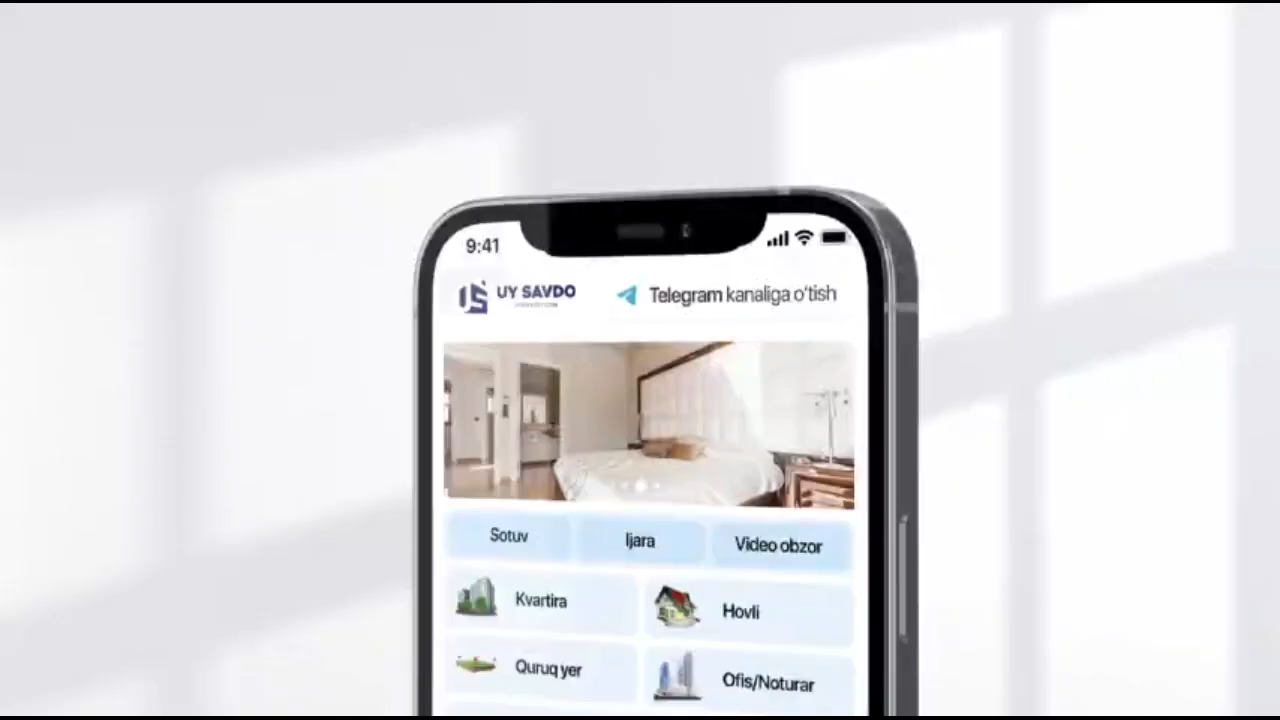 9:41
UY SAVDO
Telegram kanaliga o'tish
Sotuv
Ijara
Video obzor
Kvartira
Hovli
Quruq yer
Ofis/Noturar